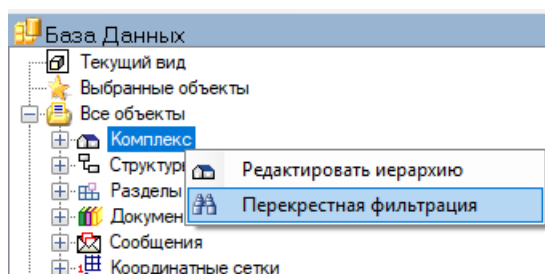 База Данных
Текущий вид
Выбранные объекты
Все объекты
Комплекс
Редактировать иерархию
Разделы
Перекрестная фильтрация
Сообщения
Координатные сетки